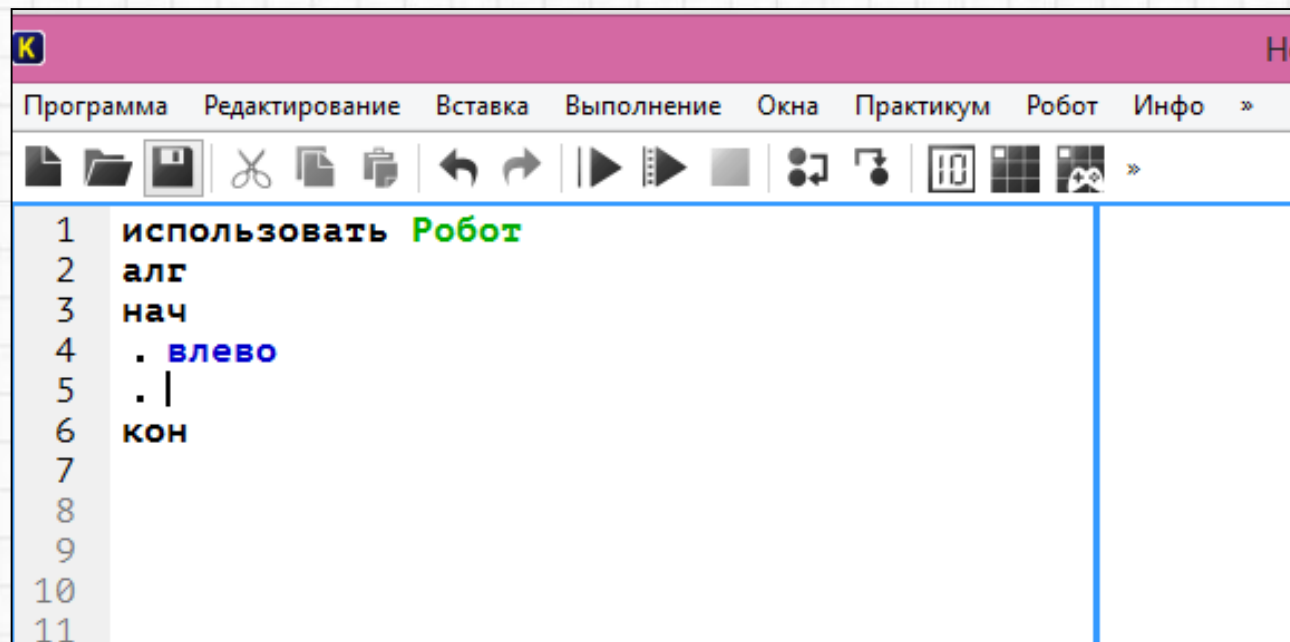 K
Н
Программа Редактирование Вставка Выполнение Окна Практикум Робот Инфо »
10 »
1 использовать Робот
2 алг
3 нач
4 . влево
5 .
6 кон
7
8
9
10
11